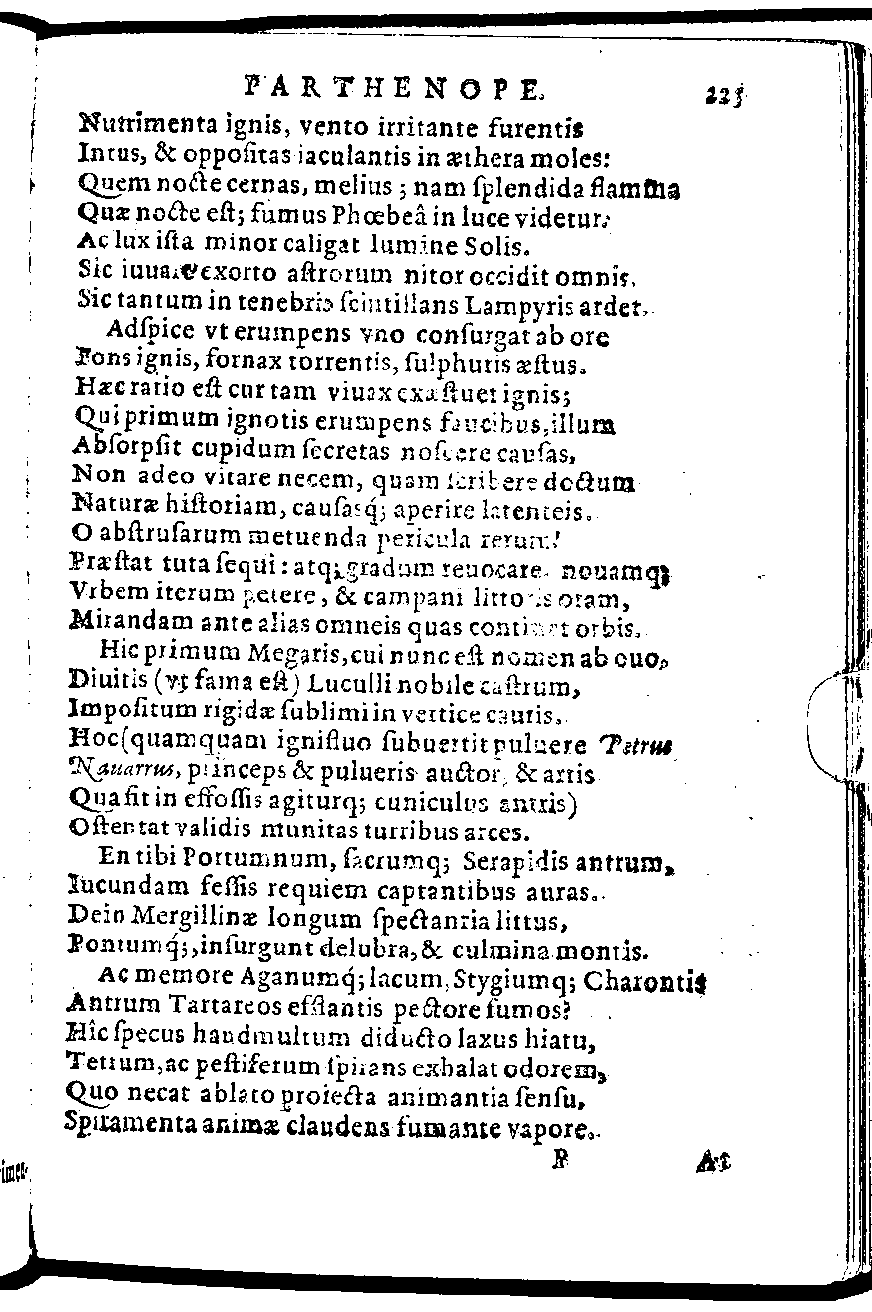 PARTHENOPE. 225
Nutrimenta ignis, vento irritante furentis
Intus, & oppoſitas iaculantis in æthera moles:
Quem nocte cernas, melius ; nam ſplendida flamma
Quæ nocte eſt; fumus Phœbeâ in luce videtur:
Ac lux iſta minor caligat lumine Solis.
Sic iuuar exorto aſtrorum nitor occidit omnis,
Sic tantum in tenebris ſcintillans Lampyris ardet.
Adſpice vt erumpens vno conſurgat ab ore
Fons ignis, fornax torrentis, ſulphuris æſtus.
Hæc ratio eſt cur tam viuax exæſtuet ignis;
Qui primum ignotis erumpens faucibus, illum
Abſorpſit cupidum ſecretas noſcere cauſas,
Non adeo vitare necem, quam ſcribere doctum
Naturæ hiſtoriam, cauſasq́; aperire latenteis.
O abſtruſarum metuenda pericula rerum!
Præſtat tuta ſequi: atq; gradum reuocare. nouamq;
Vrbem iterum petere, & campani littoris oram,
Mirandam ante alias omneis quas continet orbis.
Hic primum Megaris, cui nunc eſt nomen ab ouo,
Diuitis (vt fama eſt) Luculli nobile caſtrum,
Impoſitum rigidæ ſublimi in vertice cautis.
Hoc (quamquam ignifluo ſubuertit puluere Petrus
Nauarrus, princeps & pulueris auctor, & artis
Qua fit in effoſſis agiturq; cuniculus antris)
Oſtentat validis munitas turribus arces.
En tibi Portumnum, ſacrumq; Serapidis antrum,
Iucundam feſſis requiem captantibus auras.
Dein Mergillinæ longum ſpectantia littus,
Pontumq́;, inſurgunt delubra, & culmina montis.
Ac memore Aganumq́; lacum, Stygiumq; Charontis
Antrum Tartareos efflantis pectore fumos?
Hîc ſpecus haud multum diducto laxus hiatu,
Tetrum, ac peſtiferum ſpirans exhalat odorem,
Quo necat ablato proiecta animantia ſenſu,
Spiramenta animæ claudens fumante vapore.
P At